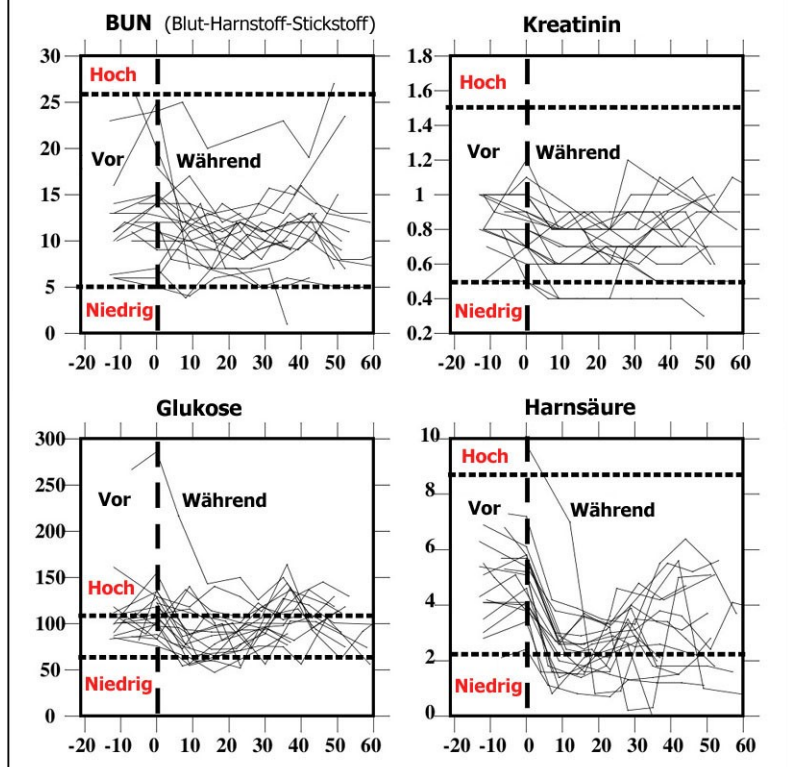 BUN (Blut-Harnstoff-Stickstoff)
30
25
20
15
10
5
0
Hoch
Vor
Während
Niedrig
-20 -10 0 10 20 30 40 50 60
Kreatinin
1.8
1.6
1.4
1.2
1
0.8
0.6
0.4
0.2
Hoch
Vor
Während
Niedrig
-20 -10 0 10 20 30 40 50 60
Glukose
300
250
200
150
100
50
0
Vor
Während
Hoch
Niedrig
-20 -10 0 10 20 30 40 50 60
Harnsäure
10
8
6
4
2
0
Hoch
Vor
Während
Niedrig
-20 -10 0 10 20 30 40 50 60